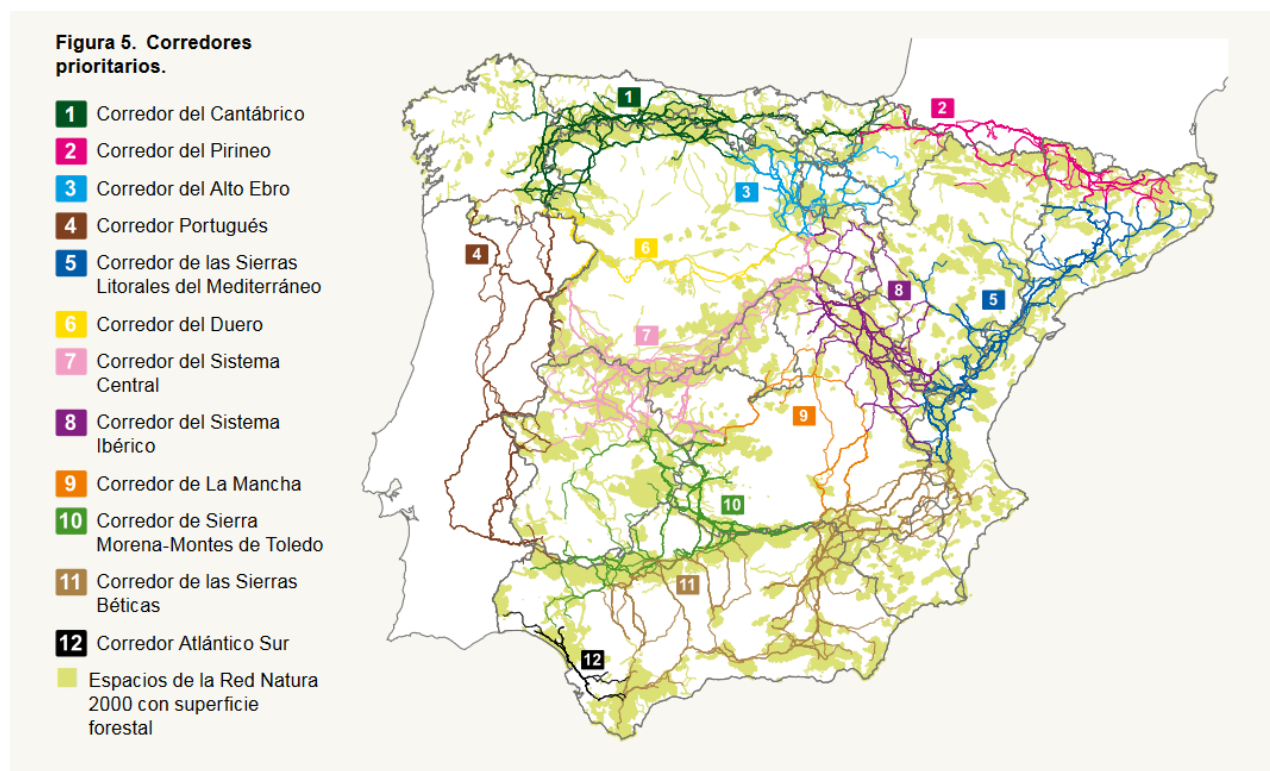 Figura 5. Corredores
prioritarios.
1 Corredor del Cantábrico
2 Corredor del Pirineo
3 Corredor del Alto Ebro
4 Corredor Portugués
5 Corredor de las Sierras
Litorales del Mediterráneo
6 Corredor del Duero
7 Corredor del Sistema
Central
8 Corredor del Sistema
Ibérico
9 Corredor de La Mancha
10 Corredor de Sierra
Morena-Montes de Toledo
11 Corredor de las Sierras
Béticas
12 Corredor Atlántico Sur
Espacios de la Red Natura
2000 con superficie
forestal
1
2
3
4
6
8
5
7
9
10
11
12